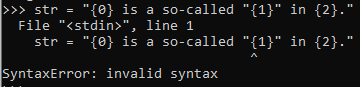 >>> str = "{0} is a so-called "{1}" in {2}."
  File "<stdin>", line 1
    str = "{0} is a so-called "{1}" in {2}."
                                ^
SyntaxError: invalid syntax